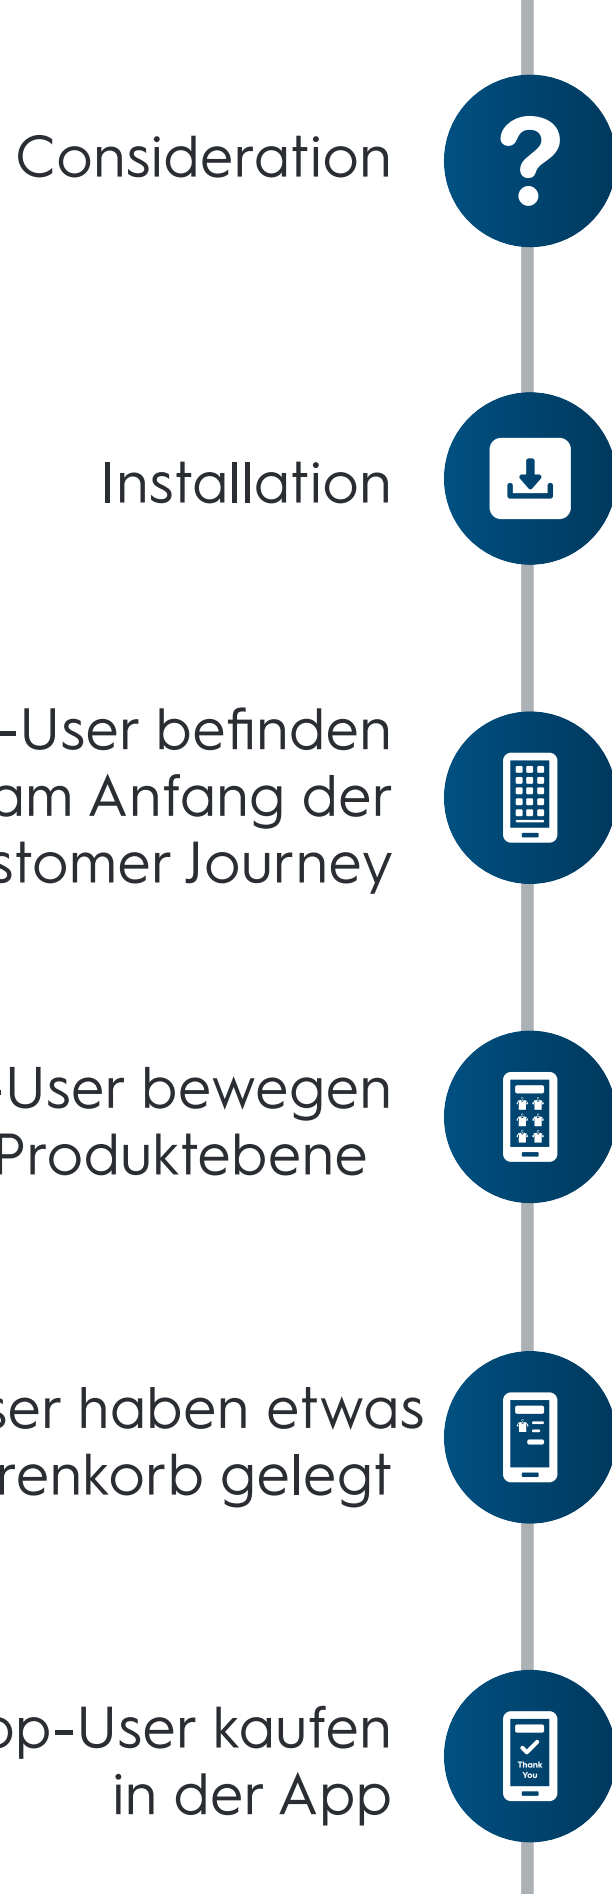 Consideration
Installation
-User befinden
am Anfang der
stomer Journey
-User bewegen
Produktebene
ser haben etwas
renkorb gelegt
op-User kaufen
in der App
Thank
You